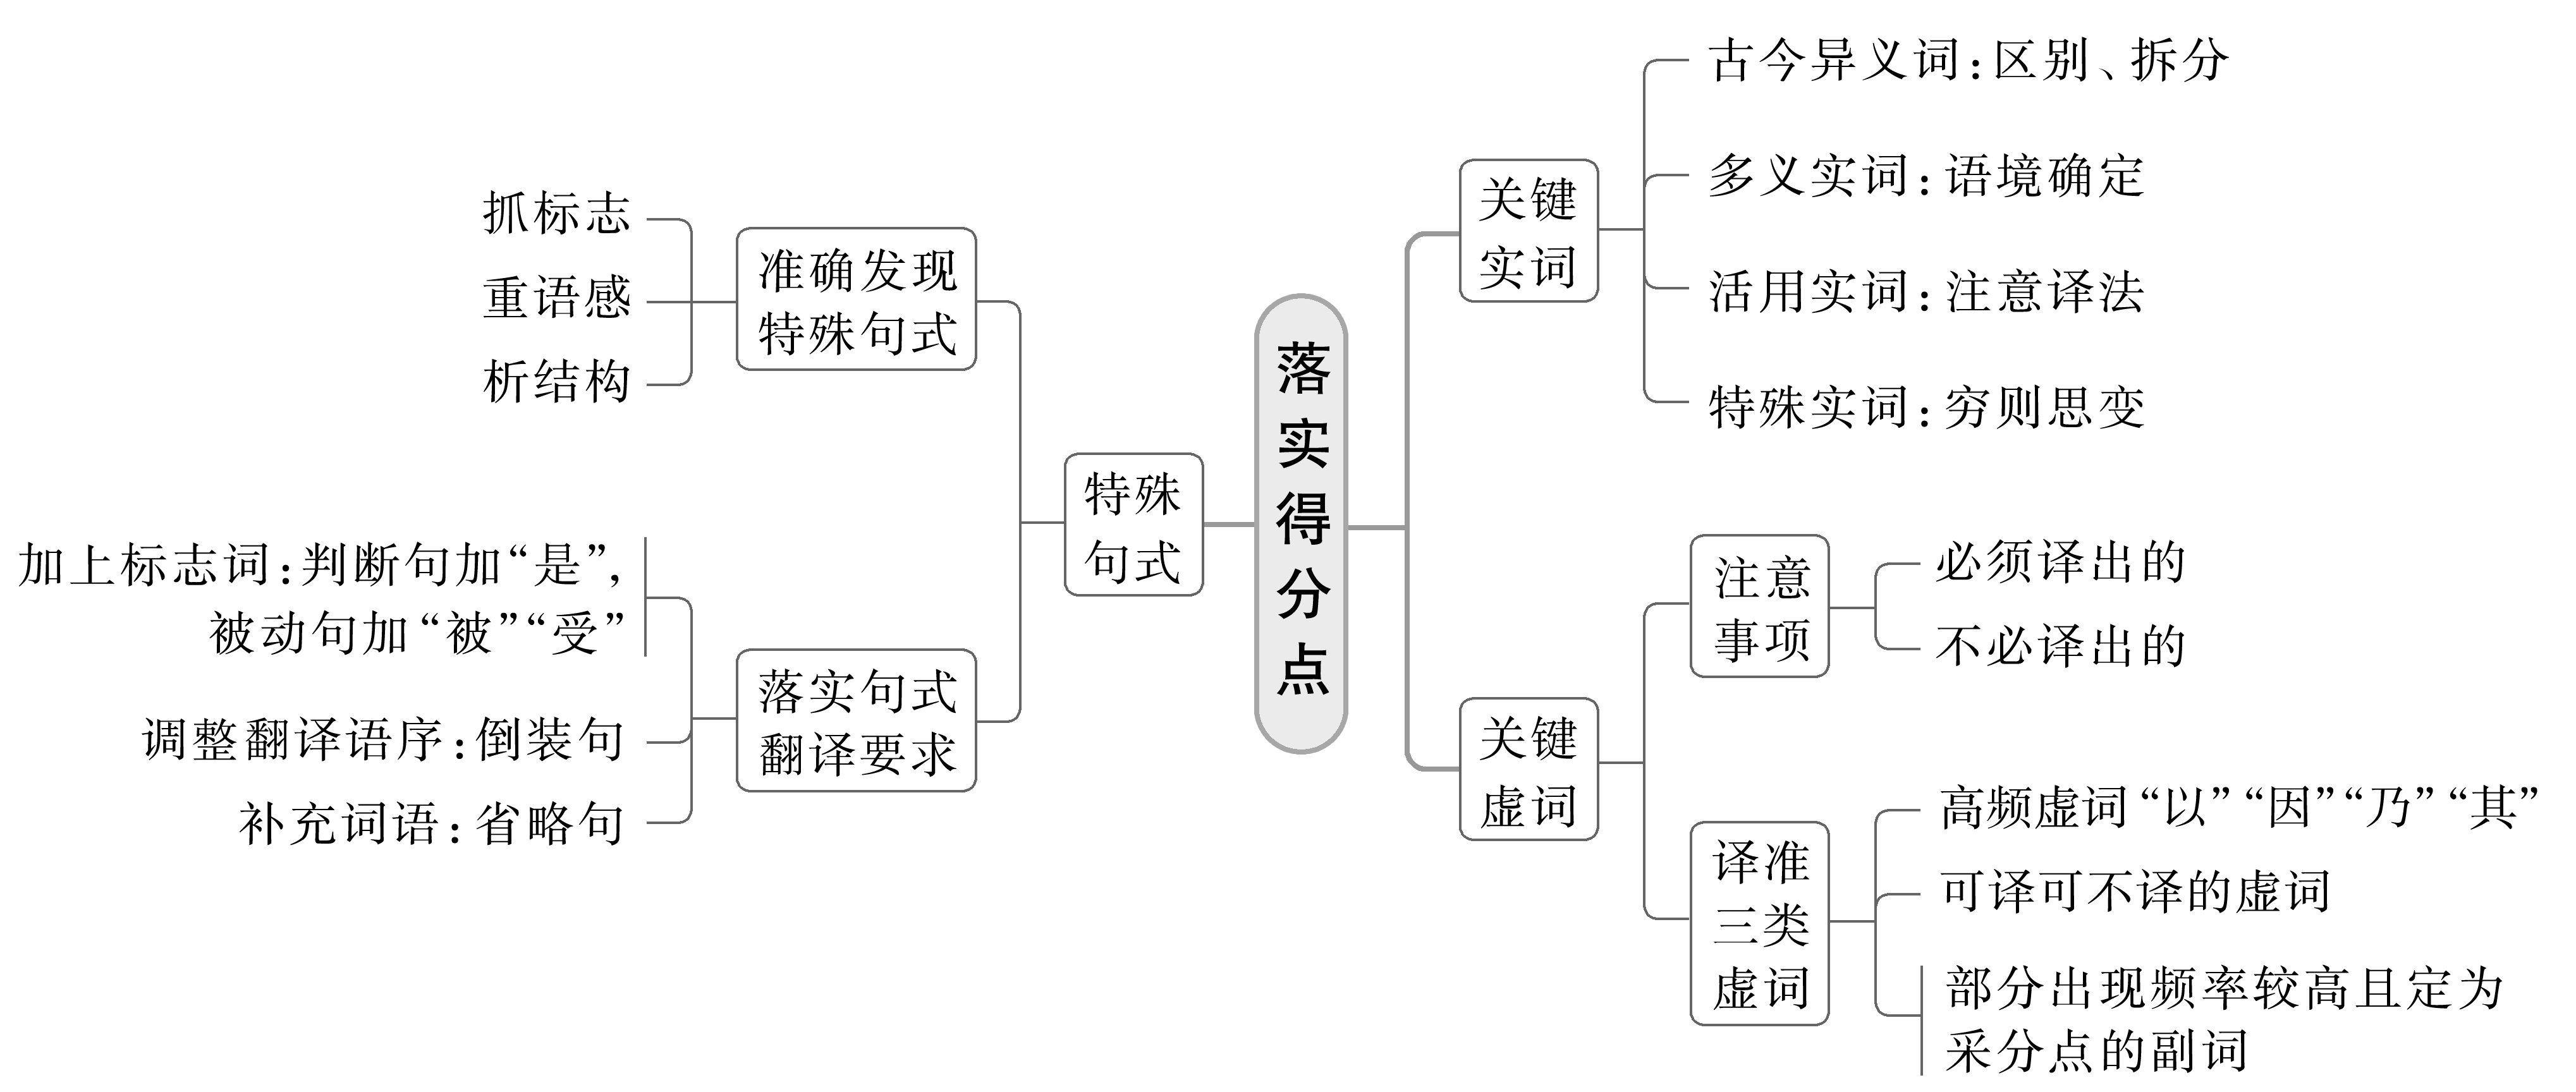 落实得分点
关键
实词
古今异义词:区别、拆分
多义实词:语境确定
活用实词:注意译法
特殊实词:穷则思变
关键
虚词
注意
事项
必须译出的
不必译出的
译准
三类
虚词
高频虚词“以”“因”“乃”“其”
可译可不译的虚词
部分出现频率较高且定为
采分点的副词
特殊
句式
准确发现
特殊句式
抓标志
重语感
析结构
落实句式
翻译要求
加上标志词:判断句加“是”,
被动句加“被”“受”
调整翻译语序:倒装句
补充词语:省略句